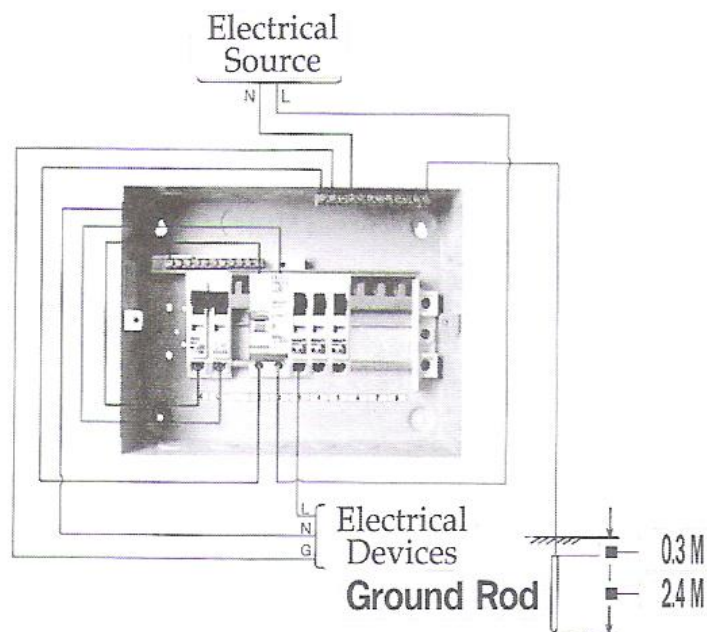 Electrical
Source
N L
L
N
G
Electrical
Devices
Ground Rod
0.3 M
2.4 M